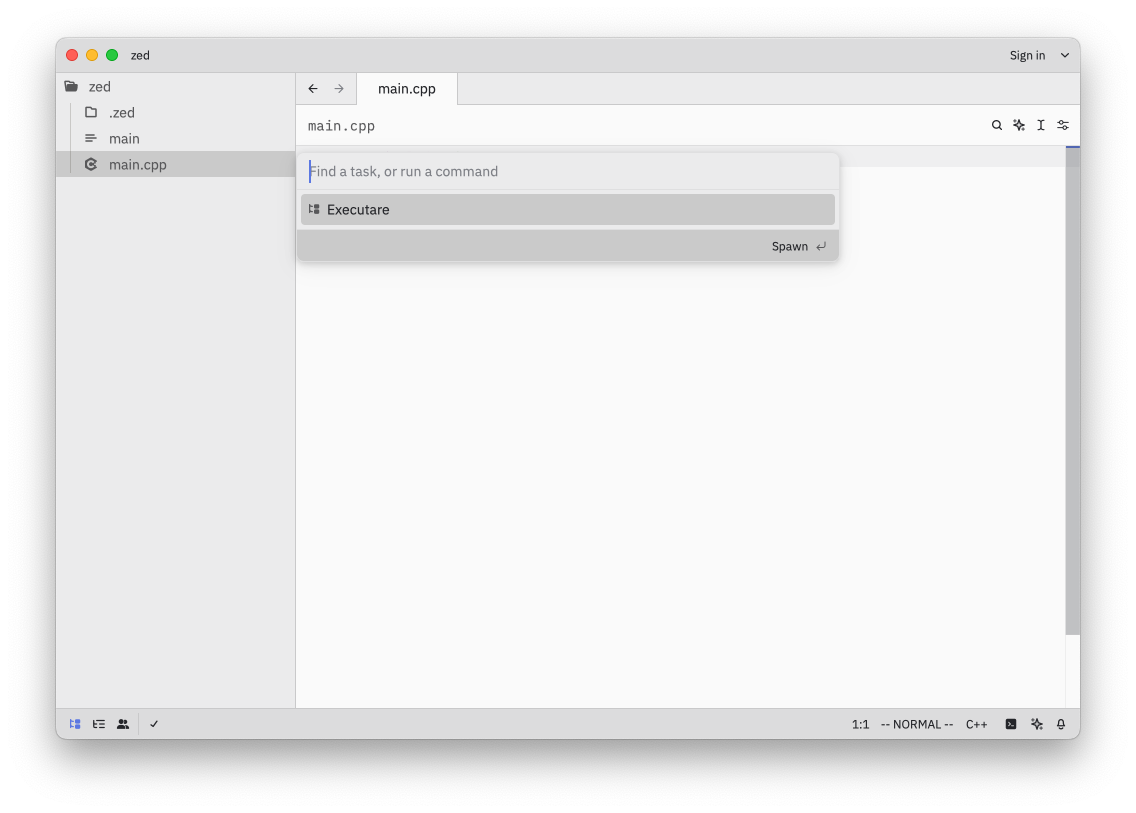 zed
Sign in
zed
.zed
main
main.cpp
main.cpp
main.cpp
Find a task, or run a command
Executare
Spawn
1:1 -- NORMAL -- C++